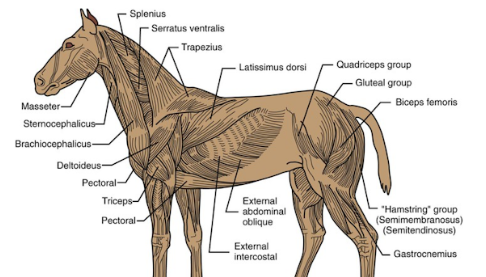 Splenius
Serratus ventralis
Trapezius
Latissimus dorsi
Quadriceps group
Gluteal group
Biceps femoris
Masseter
Sternocephalicus
Brachiocephalicus
Deltoideus
Pectoral
Triceps
Pectoral
External
abdominal
oblique
External
intercostal
"Hamstring" group
(Semimembranosus)
(Semitendinosus)
Gastrocnemius